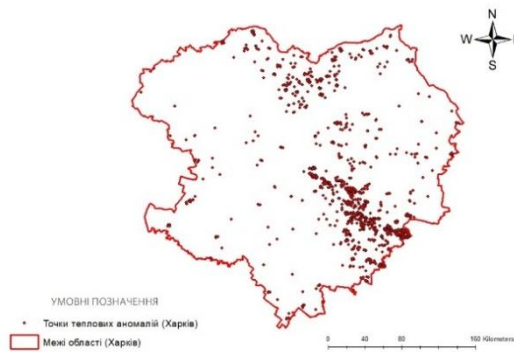 N
W
S
УМОВНІ ПОЗНАЧЕННЯ
Точки теплових аномалій (Харків)
Межі області (Харків)
0 40 80 160 Kilometers